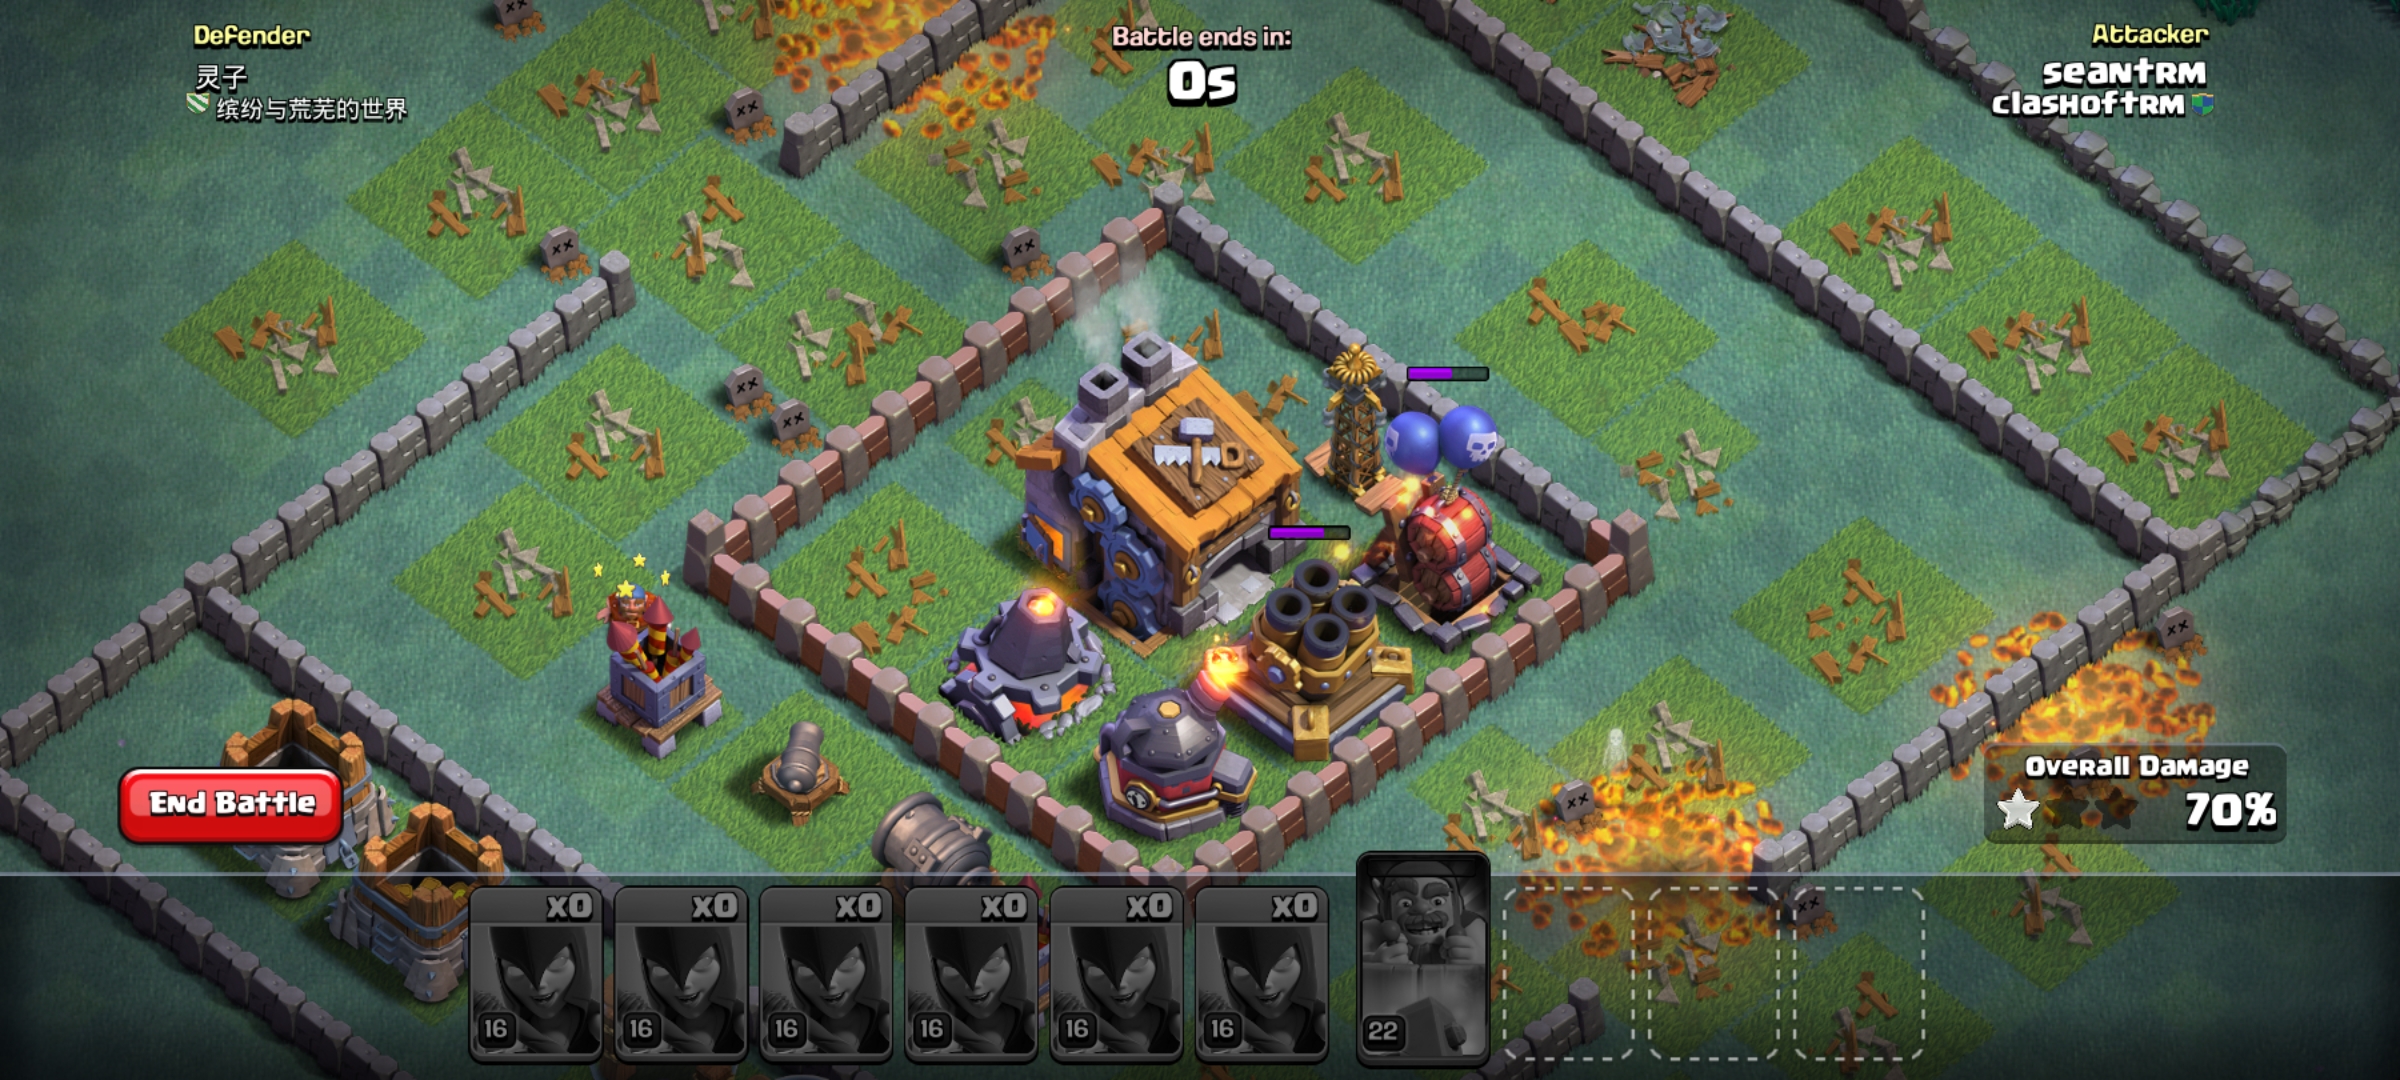 Defender
灵子
缤纷与荒芜的世界
Battle ends in:
0s
Attacker
seantRM
clashoftRM
End Battle
Overall Damage
70%
x0
x0
x0
x0
x0
x0
16
16
16
16
16
16
22